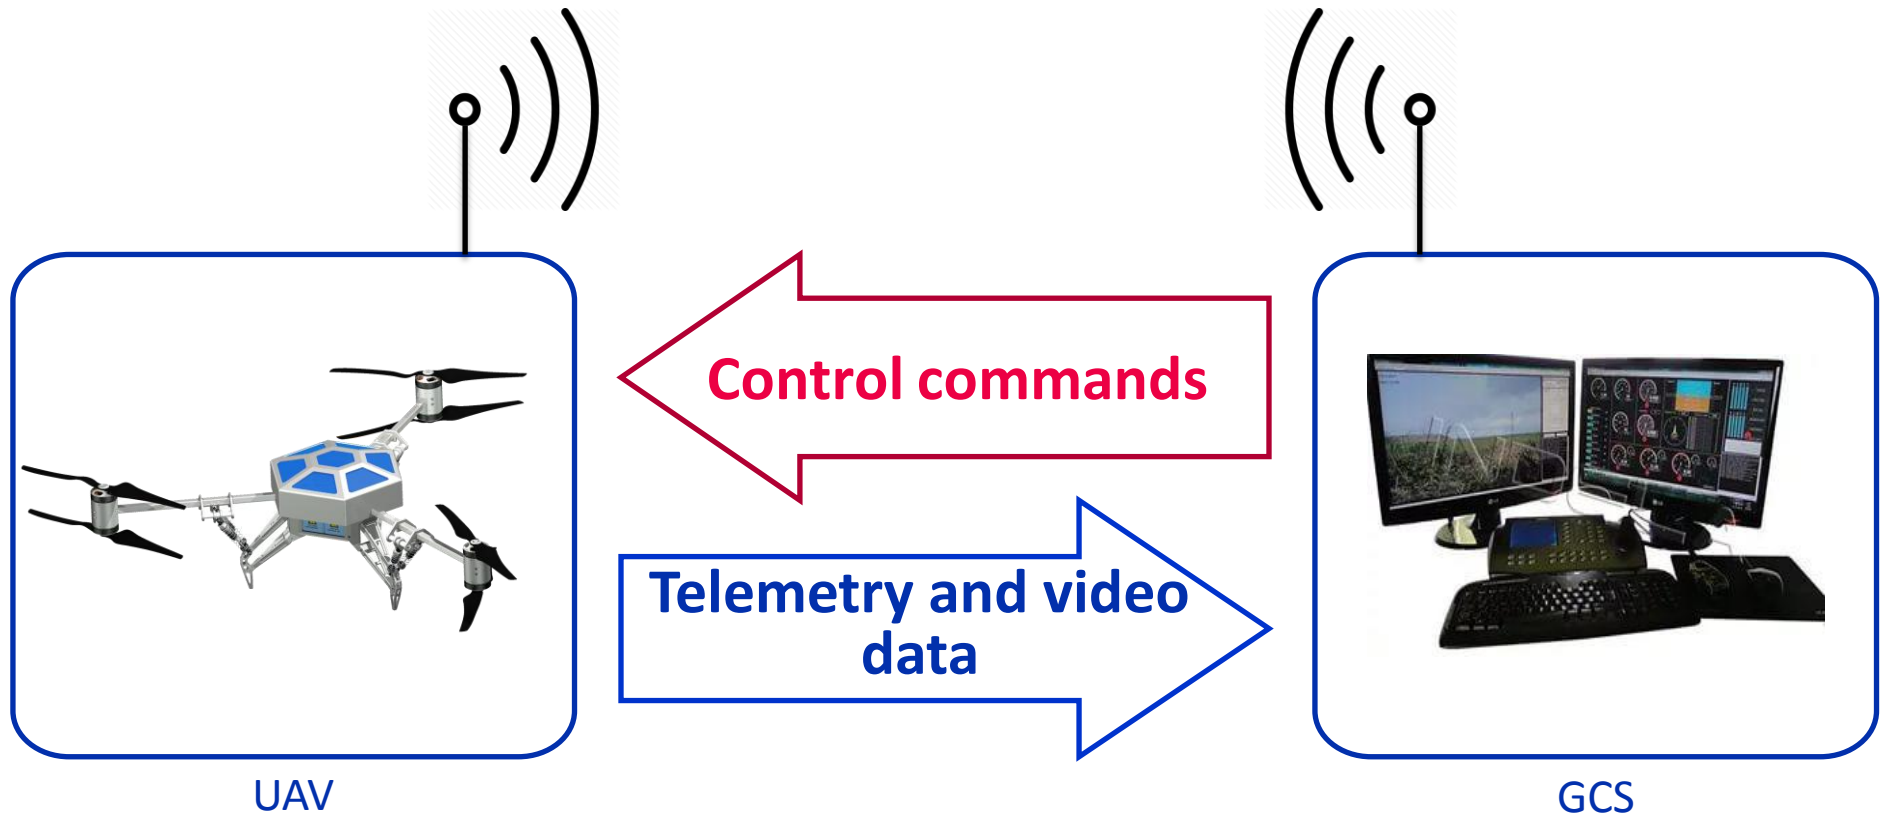 Control commands
Telemetry and video
data
UAV
GCS